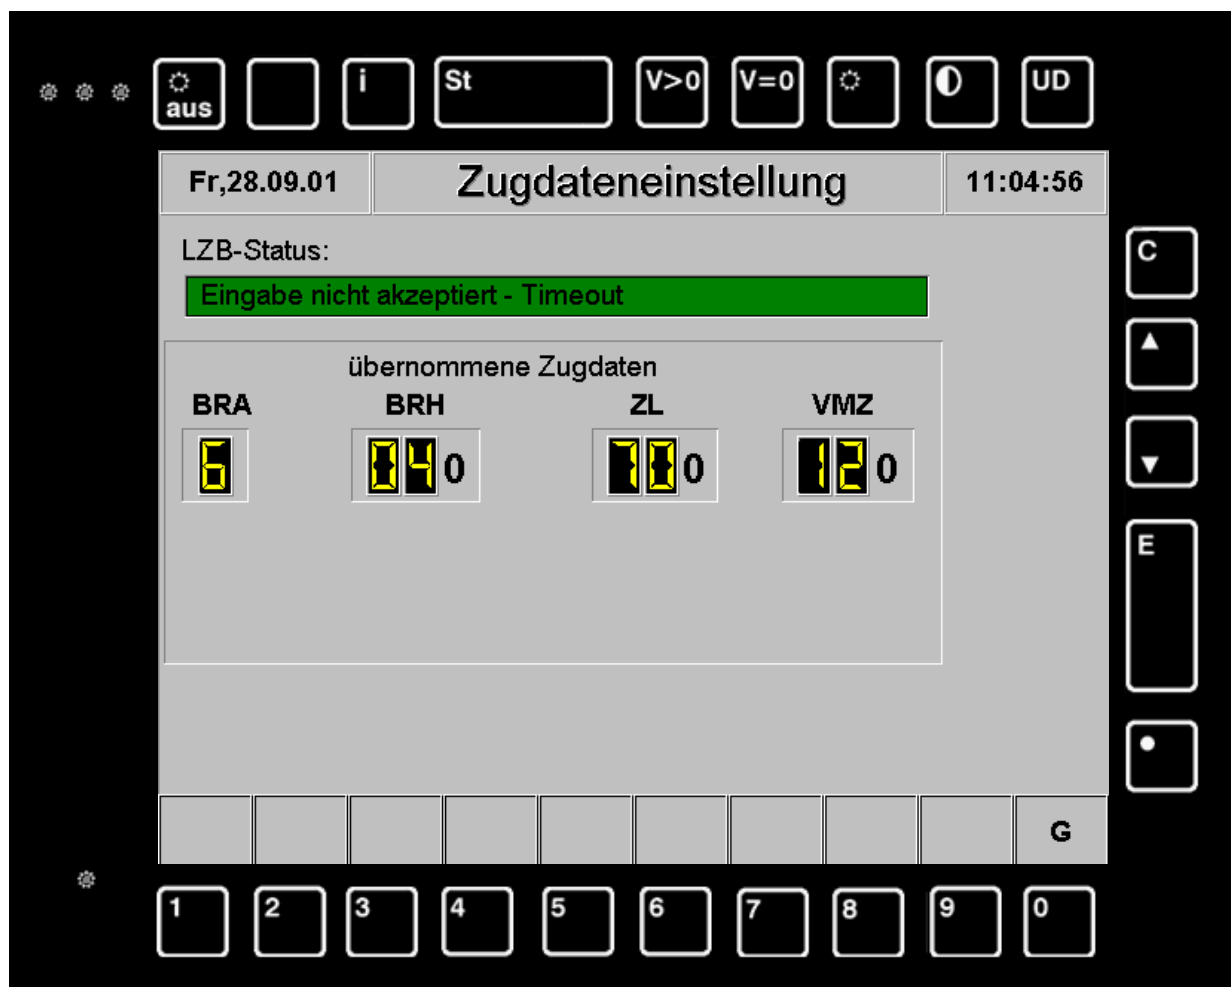 aus i St V>0 V=0 UD
Fr,28.09.01 Zugdateneinstellung 11:04:56
LZB-Status:
C
Eingabe nicht akzeptiert - Timeout
übernommene Zugdaten
BRA BRH ZL VMZ
6 040 700 120
E
G
1 2 3 4 5 6 7 8 9 0